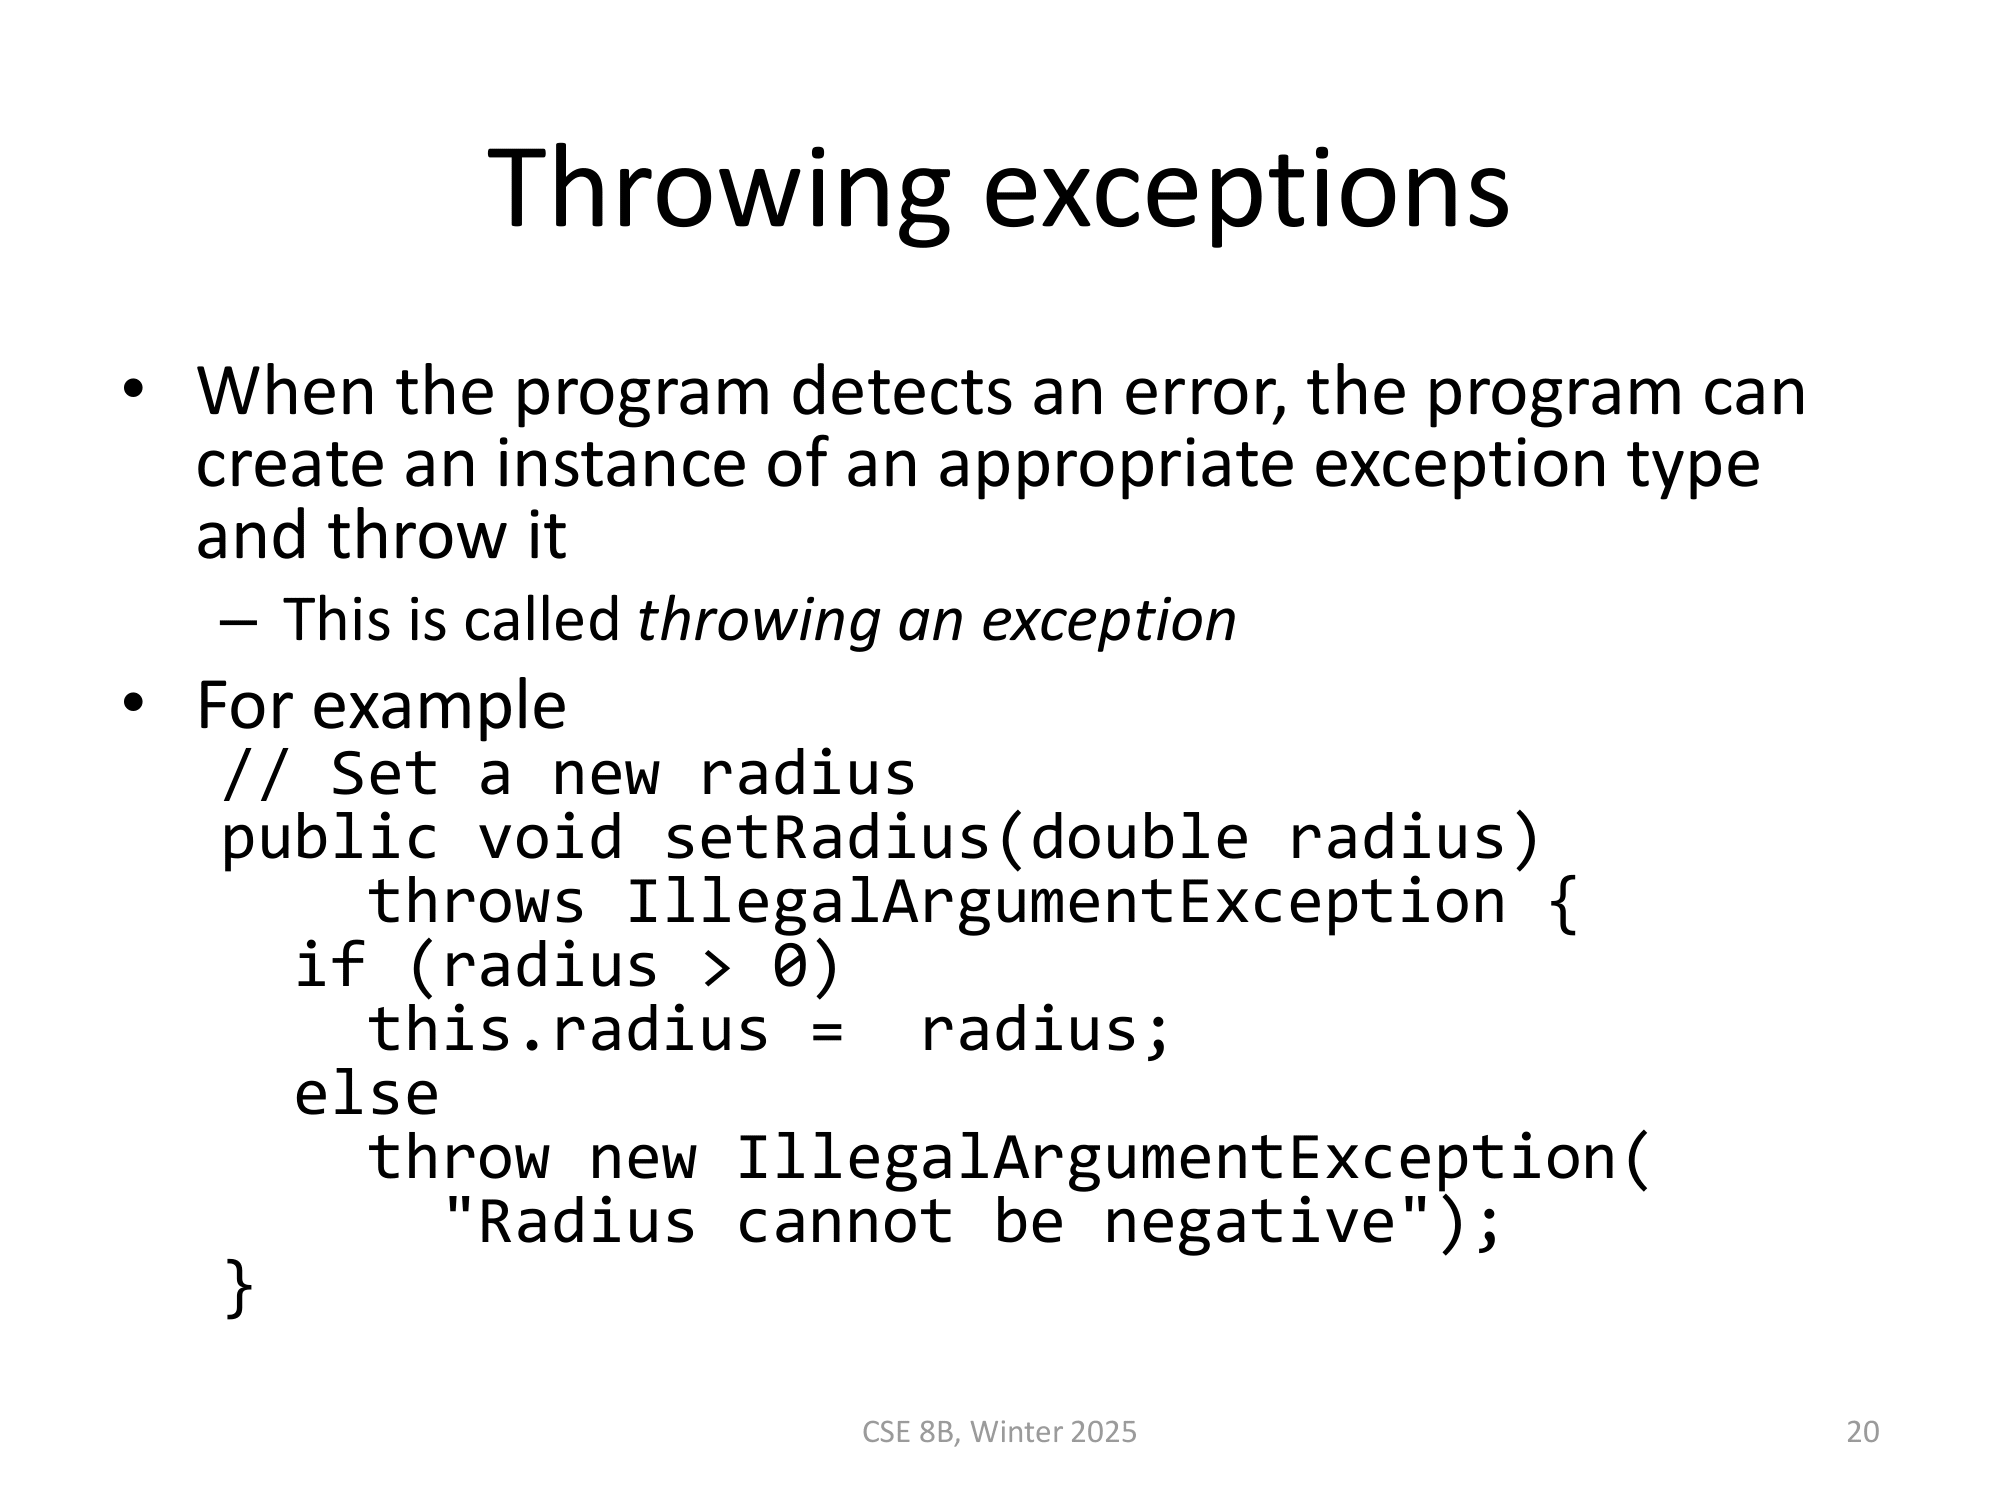 Throwing exceptions
• When the program detects an error, the program can
create an instance of an appropriate exception type
and throw it
– This is called throwing an exception
• For example
// Set a new radius
public void setRadius(double radius)
    throws IllegalArgumentException {
  if (radius > 0)
    this.radius =  radius;
  else
    throw new IllegalArgumentException(
      "Radius cannot be negative");
}
CSE 8B, Winter 2025
20